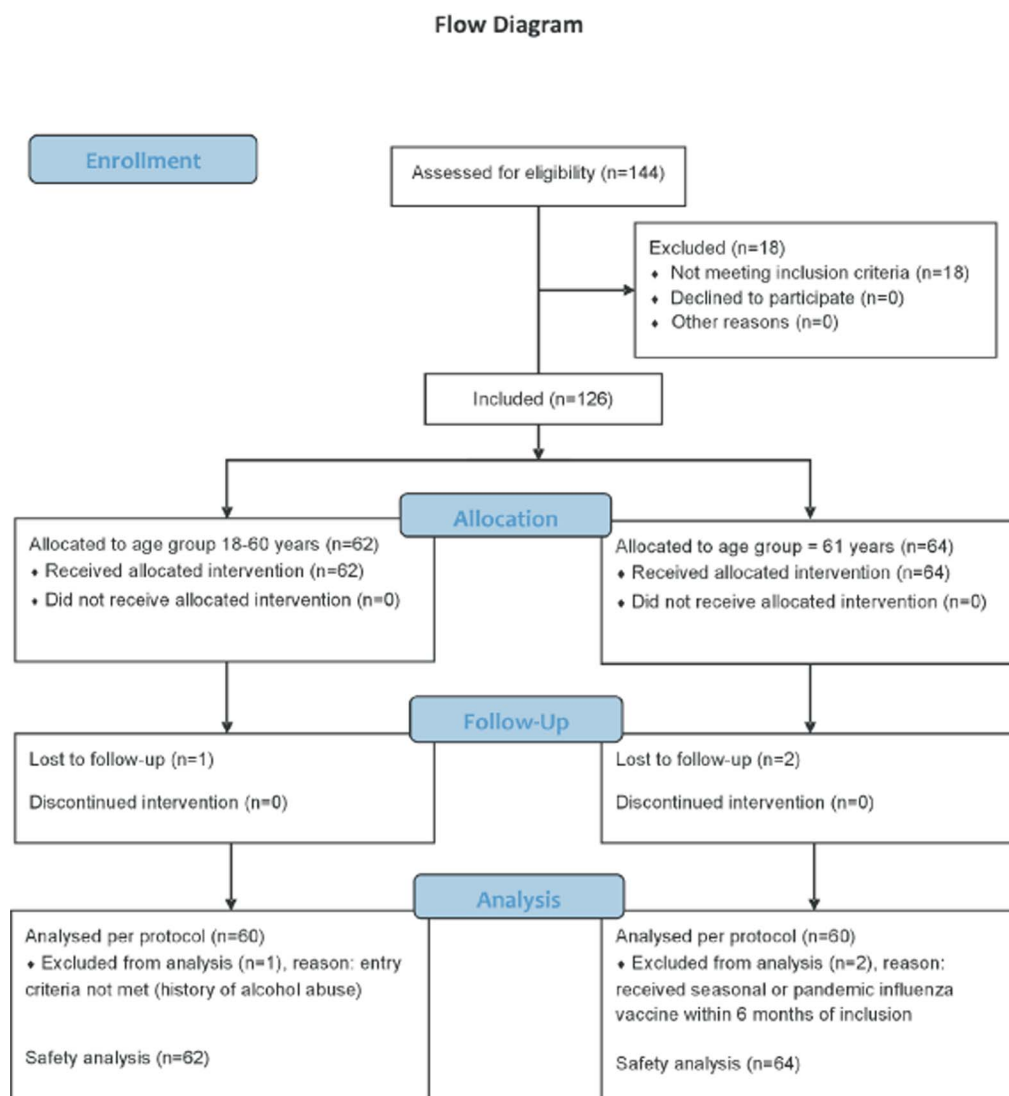 Flow Diagram
Enrollment
Assessed for eligibility (n=144)
Excluded (n=18)
♦ Not meeting inclusion criteria (n=18)
♦ Declined to participate (n=0)
♦ Other reasons (n=0)
Included (n=126)
Allocation
Allocated to age group 18-60 years (n=62)
♦ Received allocated intervention (n=62)
♦ Did not receive allocated intervention (n=0)
Allocated to age group = 61 years (n=64)
♦ Received allocated intervention (n=64)
♦ Did not receive allocated intervention (n=0)
Follow-Up
Lost to follow-up (n=1)
Discontinued intervention (n=0)
Lost to follow-up (n=2)
Discontinued intervention (n=0)
Analysis
Analysed per protocol (n=60)
♦ Excluded from analysis (n=1), reason: entry
criteria not met (history of alcohol abuse)
Safety analysis (n=62)
Analysed per protocol (n=60)
♦ Excluded from analysis (n=2), reason:
received seasonal or pandemic influenza
vaccine within 6 months of inclusion
Safety analysis (n=64)